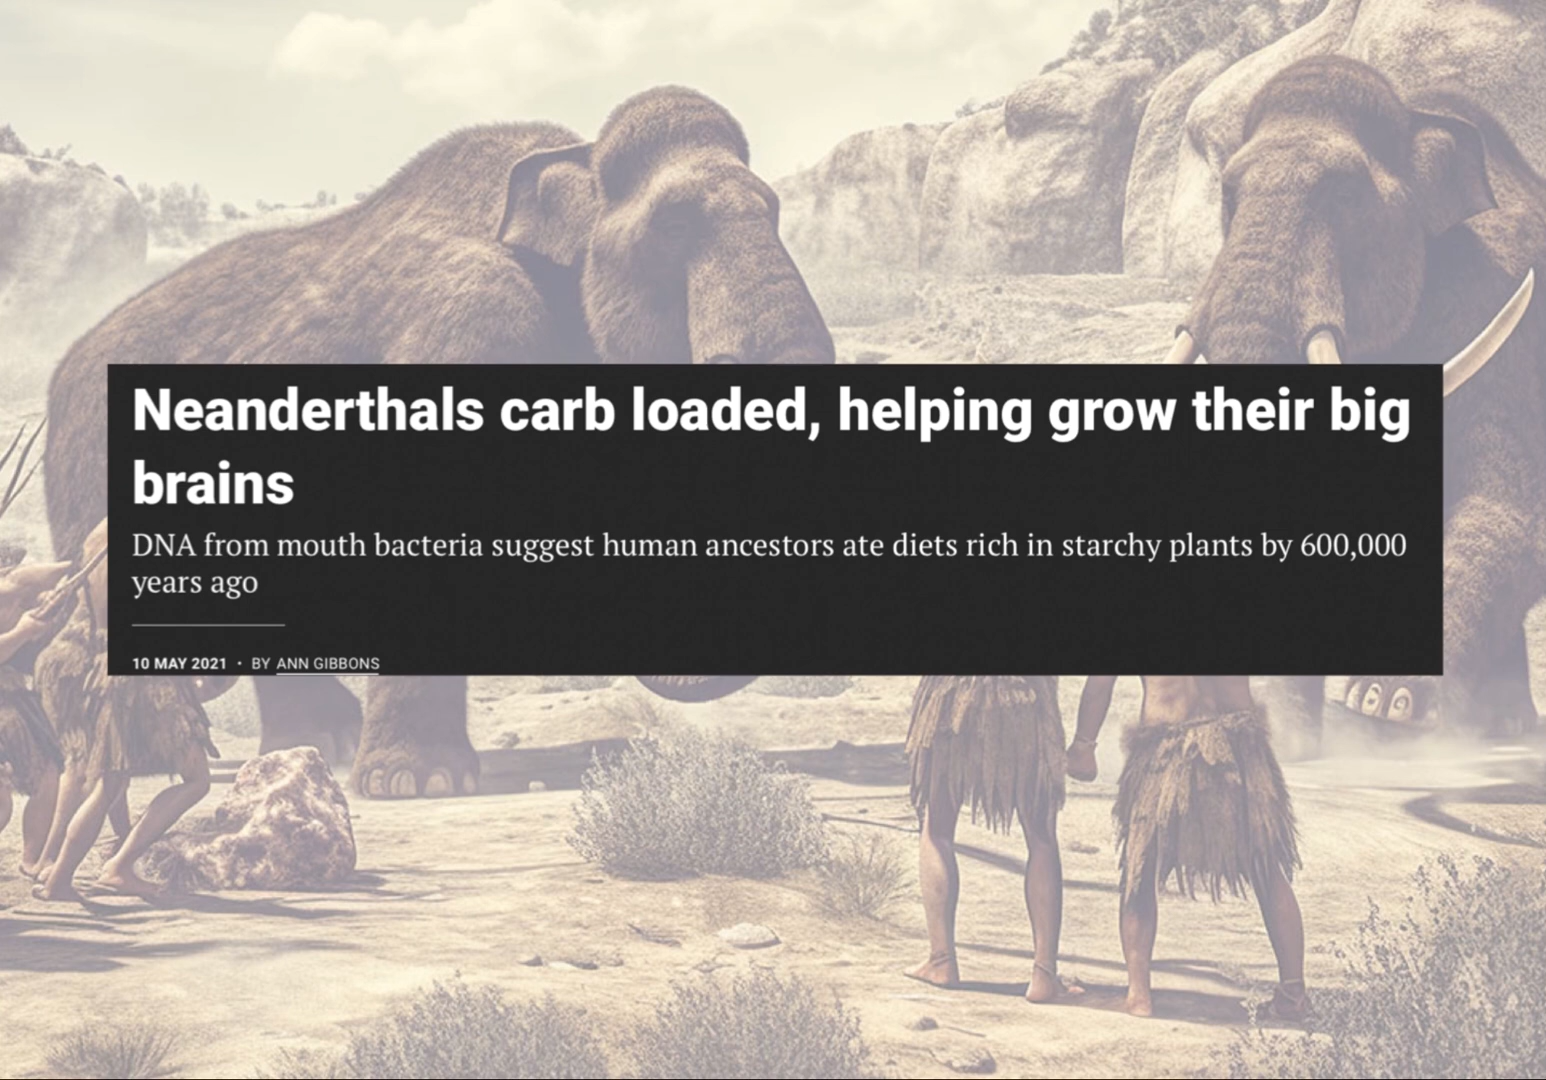 Neanderthals carb loaded, helping grow their big
brains
DNA from mouth bacteria suggest human ancestors ate diets rich in starchy plants by 600,000
years ago
10 MAY 2021 • BY ANN GIBBONS